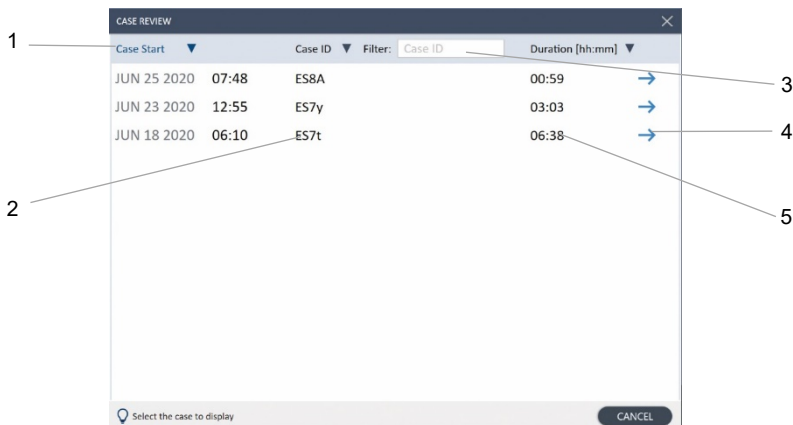 CASE REVIEW
1
Case Start ▼ Case ID ▼ Filter: Case ID Duration [hh:mm] ▼
3
JUN 25 2020 07:48 ES8A 00:59
JUN 23 2020 12:55 ES7y 03:03
JUN 18 2020 06:10 ES7t 06:38
4
2
5
Select the case to display CANCEL